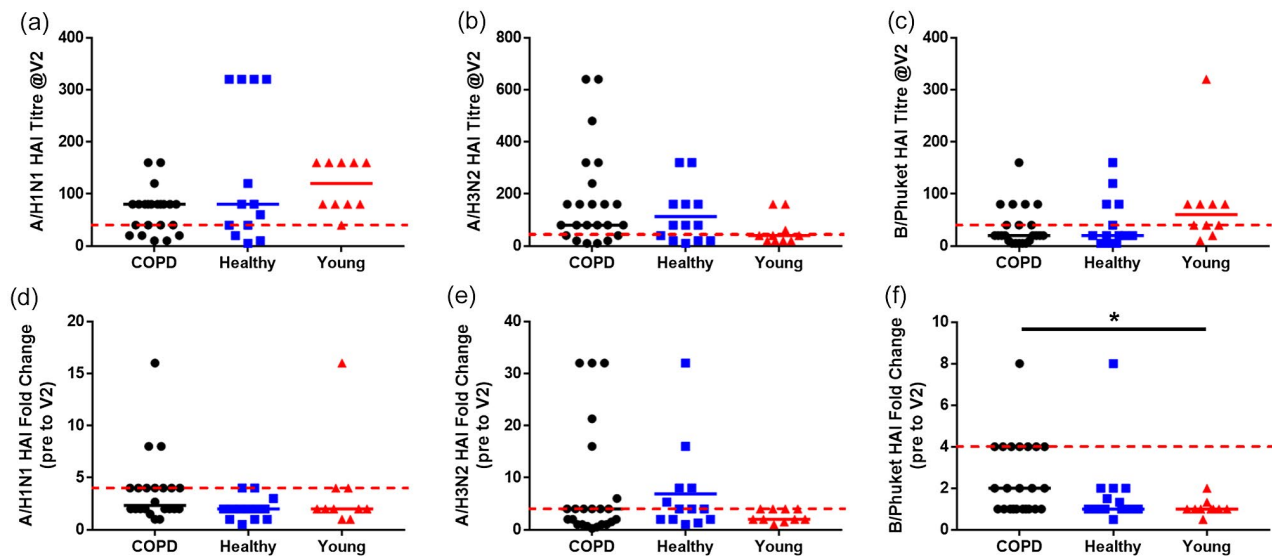 (a)
A/H1N1 HAI Titre @V2
400
300
200
100
0
COPD Healthy Young
(b)
A/H3N2 HAI Titre @V2
800
600
400
200
0
COPD Healthy Young
(c)
B/Phuket HAI Titre @V2
400
300
200
100
0
COPD Healthy Young
(d)
A/H1N1 HAI Fold Change
(pre to V2)
20
15
10
5
0
COPD Healthy Young
(e)
A/H3N2 HAI Fold Change
(pre to V2)
40
30
20
10
0
COPD Healthy Young
(f)
B/Phuket HAI Fold Change
(pre to V2)
10
8
6
4
2
0
*
COPD Healthy Young